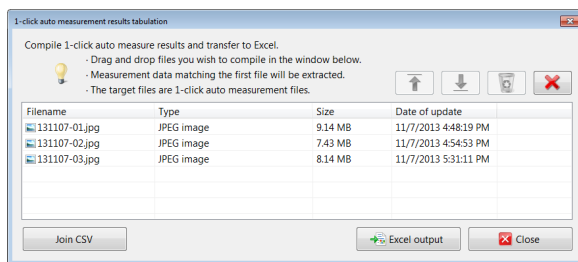 1-click auto measurement results tabulation
Compile 1-click auto measure results and transfer to Excel.
· Drag and drop files you wish to compile in the window below.
· Measurement data matching the first file will be extracted.
· The target files are 1-click auto measurement files.
Filename Type Size Date of update
131107-01.jpg JPEG image 9.14 MB 11/7/2013 4:48:19 PM
131107-02.jpg JPEG image 7.43 MB 11/7/2013 4:54:53 PM
131107-03.jpg JPEG image 8.14 MB 11/7/2013 5:31:11 PM
Join CSV Excel output Close